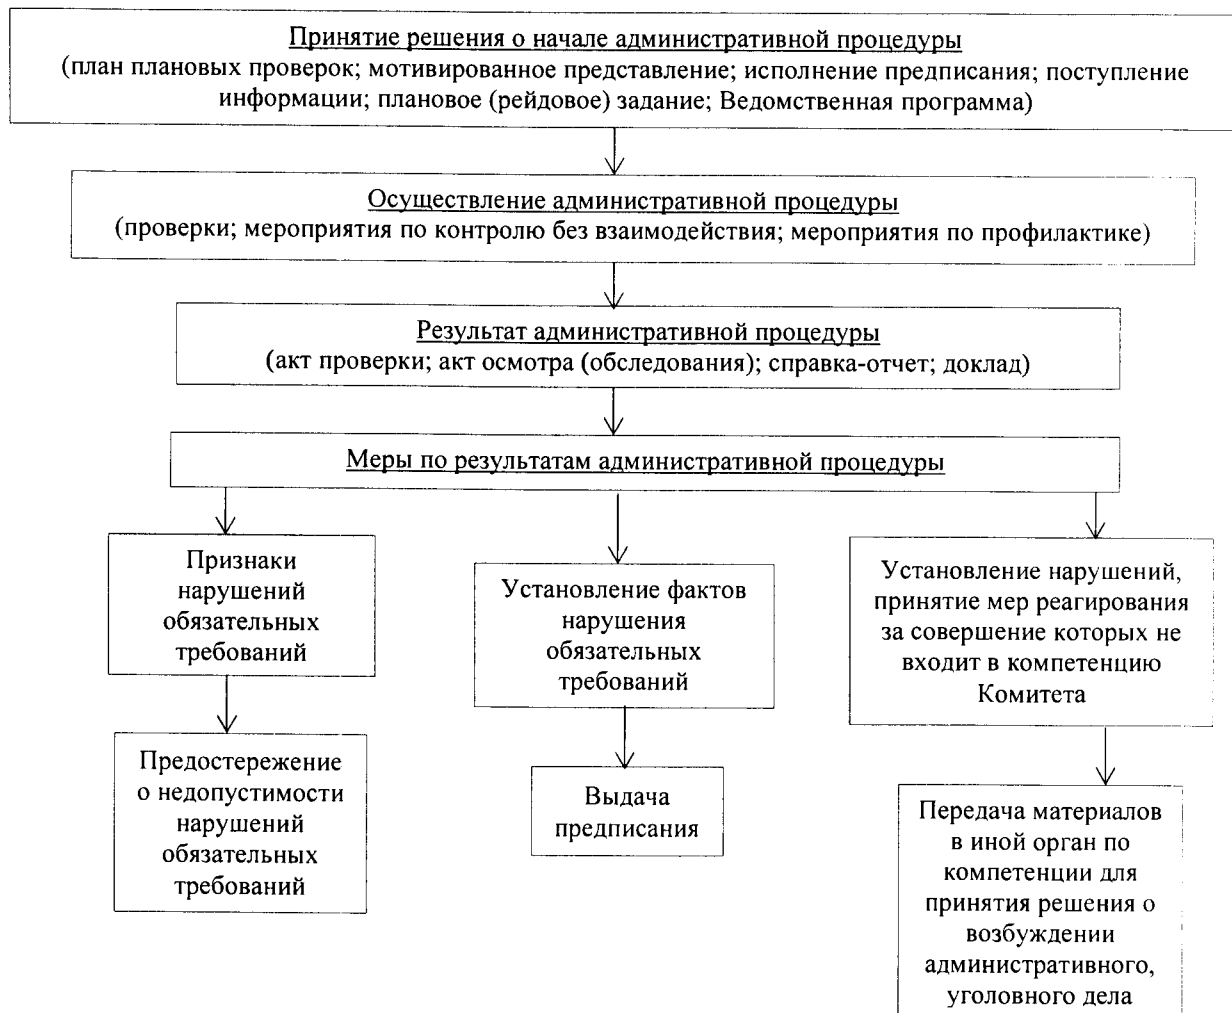 Принятие решения о начале административной процедуры
(план плановых проверок; мотивированное представление; исполнение предписания; поступление
информации; плановое (рейдовое) задание; Ведомственная программа)
Осуществление административной процедуры
(проверки; мероприятия по контролю без взаимодействия; мероприятия по профилактике)
Результат административной процедуры
(акт проверки; акт осмотра (обследования); справка-отчет; доклад)
Меры по результатам административной процедуры
Признаки
нарушений
обязательных
требований
Установление фактов
нарушения
обязательных
требований
Установление нарушений,
принятие мер реагирования
за совершение которых не
входит в компетенцию
Комитета
Предостережение
о недопустимости
нарушений
обязательных
требований
Выдача
предписания
Передача материалов
в иной орган по
компетенции для
принятия решения о
возбуждении
административного,
уголовного дела